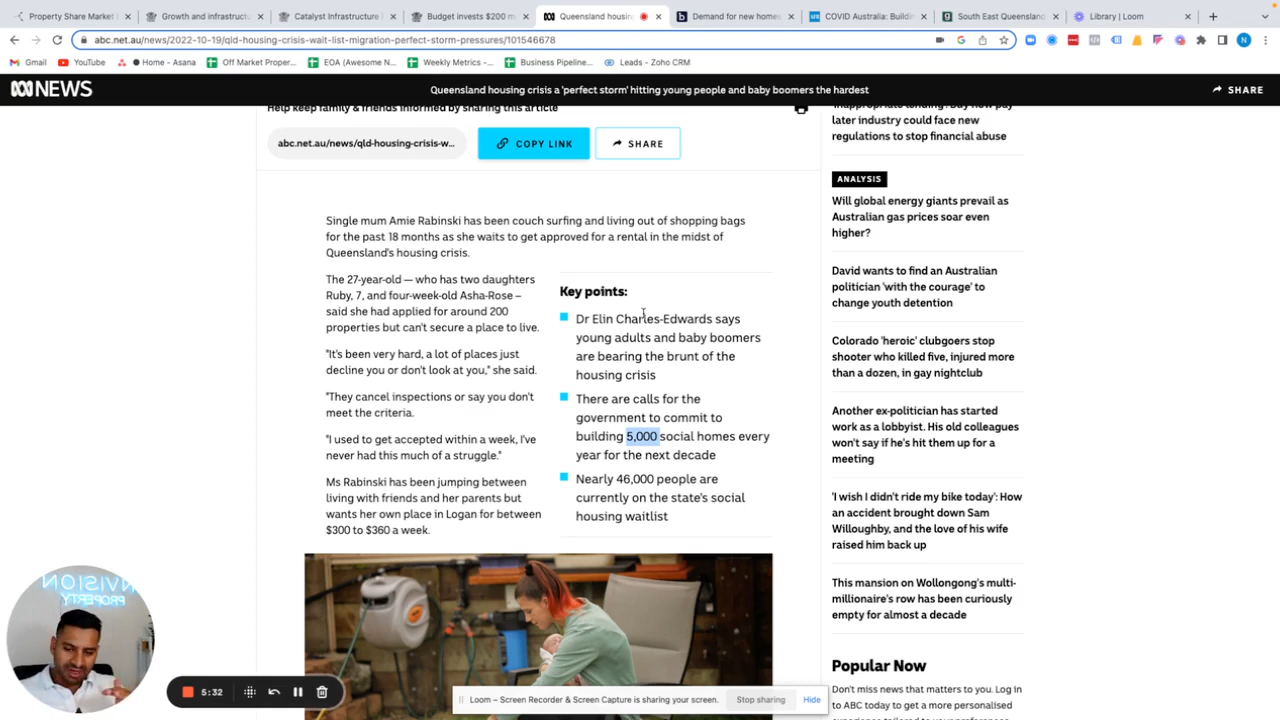 Property Share Market
Growth and infrastruct
Catalyst Infrastructure
Budget invests $200 m
Queensland housin
Demand for new homes
COVID Australia: Buildin
South East Queensland
Library | Loom
abc.net.au/news/2022-10-19/qld-housing-crisis-wait-list-migration-perfect-storm-pressures/101546678
Gmail
YouTube
Home - Asana
Off Market Proper...
EOA (Awesome N...
Weekly Metrics -...
Business Pipeline...
Leads - Zoho CRM
NEWS
Queensland housing crisis a 'perfect storm' hitting young people and baby boomers the hardest
SHARE
Help keep family & friends informed by sharing this article
abc.net.au/news/qld-housing-crisis-w...
COPY LINK
SHARE
Single mum Amie Rabinski has been couch surfing and living out of shopping bags
for the past 18 months as she waits to get approved for a rental in the midst of
Queensland's housing crisis.
The 27-year-old — who has two daughters
Ruby, 7, and four-week-old Asha-Rose –
said she had applied for around 200
properties but can't secure a place to live.
"It's been very hard, a lot of places just
decline you or don't look at you," she said.
"They cancel inspections or say you don't
meet the criteria.
"I used to get accepted within a week, I've
never had this much of a struggle."
Ms Rabinski has been jumping between
living with friends and her parents but
wants her own place in Logan for between
$300 to $360 a week.
Key points:
Dr Elin Charles-Edwards says
young adults and baby boomers
are bearing the brunt of the
housing crisis
There are calls for the
government to commit to
building 5,000 social homes every
year for the next decade
Nearly 46,000 people are
currently on the state's social
housing waitlist
'Inappropriate lending': Buy now pay
later industry could face new
regulations to stop financial abuse
ANALYSIS
Will global energy giants prevail as
Australian gas prices soar even
higher?
David wants to find an Australian
politician 'with the courage' to
change youth detention
Colorado 'heroic' clubgoers stop
shooter who killed five, injured more
than a dozen, in gay nightclub
Another ex-politician has started
work as a lobbyist. His old colleagues
won't say if he's hit them up for a
meeting
'I wish I didn't ride my bike today': How
an accident brought down Sam
Willoughby, and the love of his wife
raised him back up
This mansion on Wollongong's multi-
millionaire's row has been curiously
empty for almost a decade
Popular Now
Don't miss news that matters to you. Log in
to ABC today to get a more personalised
NVISION
PROPERTY
5:32
Loom – Screen Recorder & Screen Capture is sharing your screen.
Stop sharing
Hide